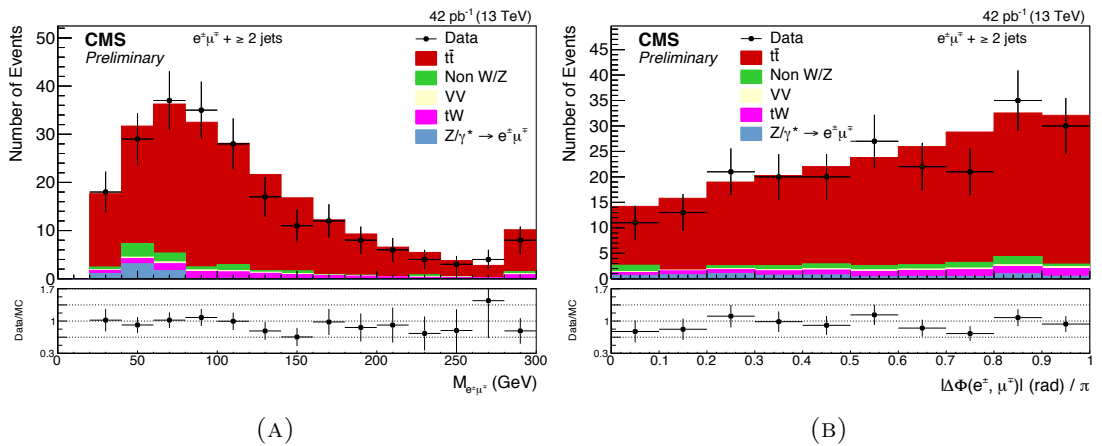 42 pb⁻¹ (13 TeV)
CMS
Preliminary
e±μ∓ + ≥ 2 jets
Data
tt̄
Non W/Z
VV
tW
Z/γ* → e±μ∓
Number of Events
50
40
30
20
10
0
Data/MC
1.7
1
0.3
0 50 100 150 200 250 300
M e±μ∓ (GeV)
(A)
42 pb⁻¹ (13 TeV)
CMS
Preliminary
e±μ∓ + ≥ 2 jets
Data
tt̄
Non W/Z
VV
tW
Z/γ* → e±μ∓
Number of Events
45
40
35
30
25
20
15
10
5
0
Data/MC
1.7
1
0.3
0 0.1 0.2 0.3 0.4 0.5 0.6 0.7 0.8 0.9 1
|ΔΦ(e±, μ∓)| (rad) / π
(B)